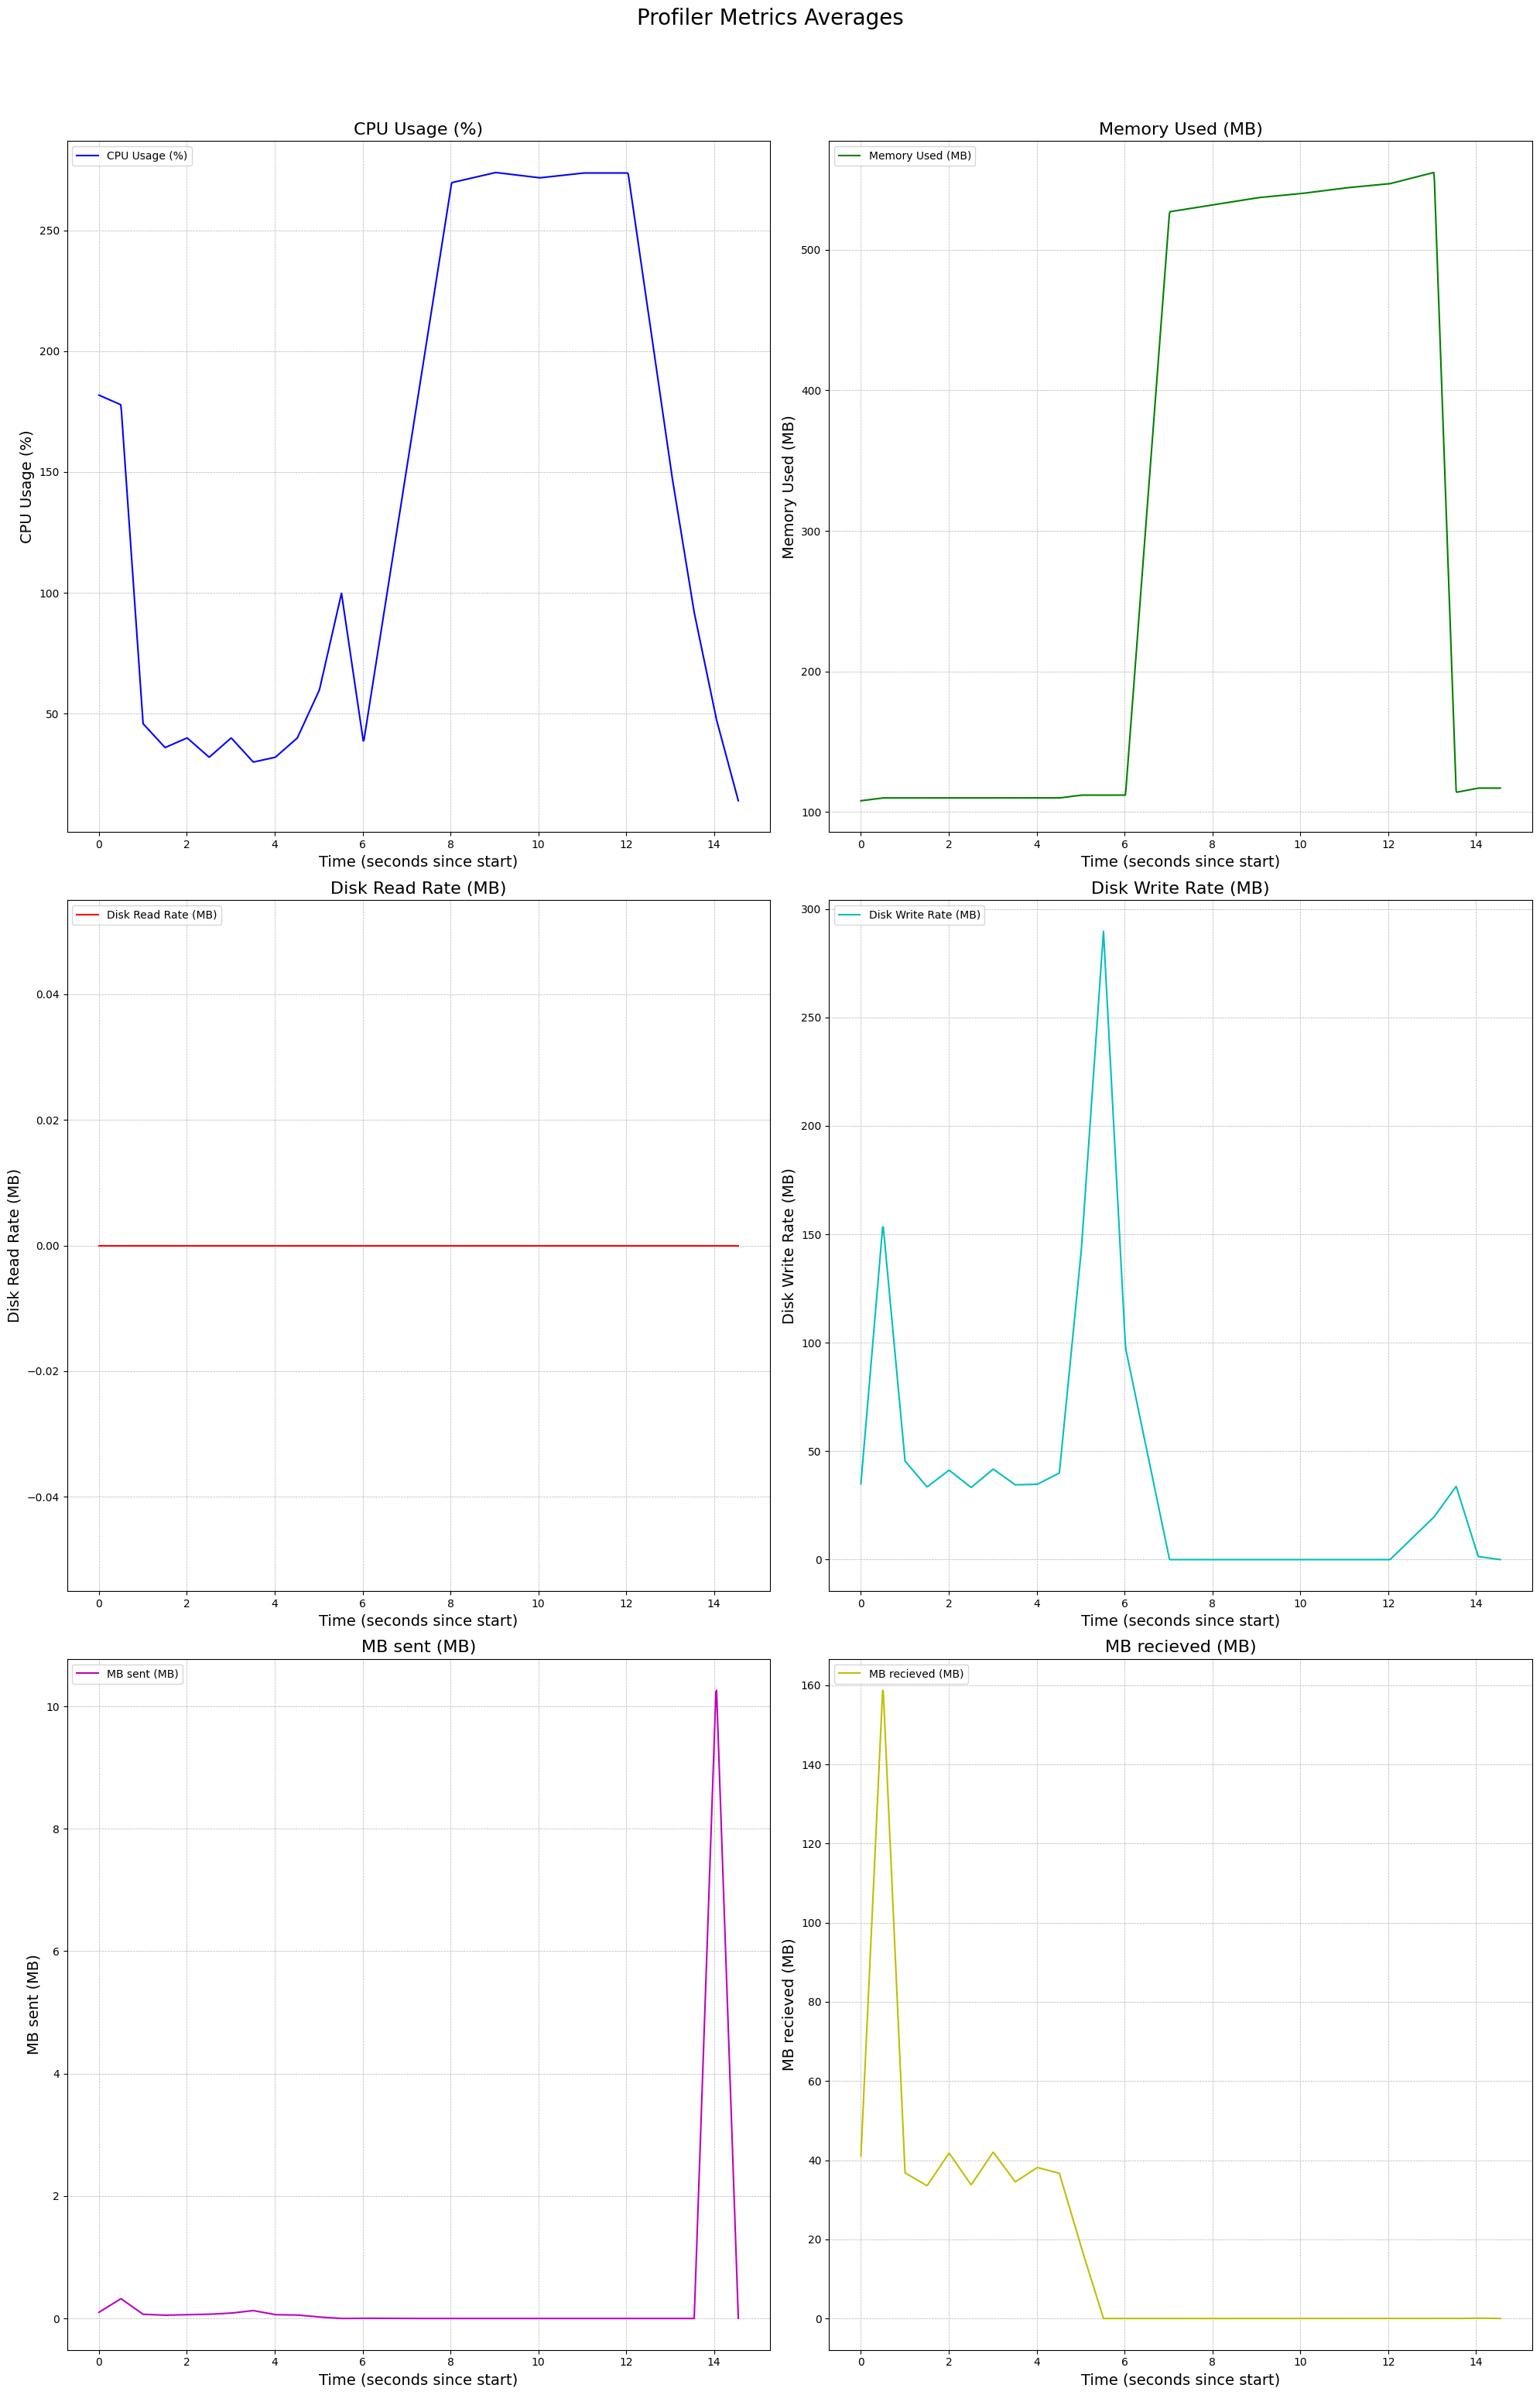 Profiler Metrics Averages
CPU Usage (%)
CPU Usage (%)
250
200
150
100
50
CPU Usage (%)
0 2 4 6 8 10 12 14
Time (seconds since start)
Memory Used (MB)
Memory Used (MB)
500
400
300
200
100
Memory Used (MB)
0 2 4 6 8 10 12 14
Time (seconds since start)
Disk Read Rate (MB)
Disk Read Rate (MB)
0.04
0.02
0.00
−0.02
−0.04
Disk Read Rate (MB)
0 2 4 6 8 10 12 14
Time (seconds since start)
Disk Write Rate (MB)
Disk Write Rate (MB)
300
250
200
150
100
50
0
Disk Write Rate (MB)
0 2 4 6 8 10 12 14
Time (seconds since start)
MB sent (MB)
MB sent (MB)
10
8
6
4
2
0
MB sent (MB)
0 2 4 6 8 10 12 14
Time (seconds since start)
MB recieved (MB)
MB recieved (MB)
160
140
120
100
80
60
40
20
0
MB recieved (MB)
0 2 4 6 8 10 12 14
Time (seconds since start)